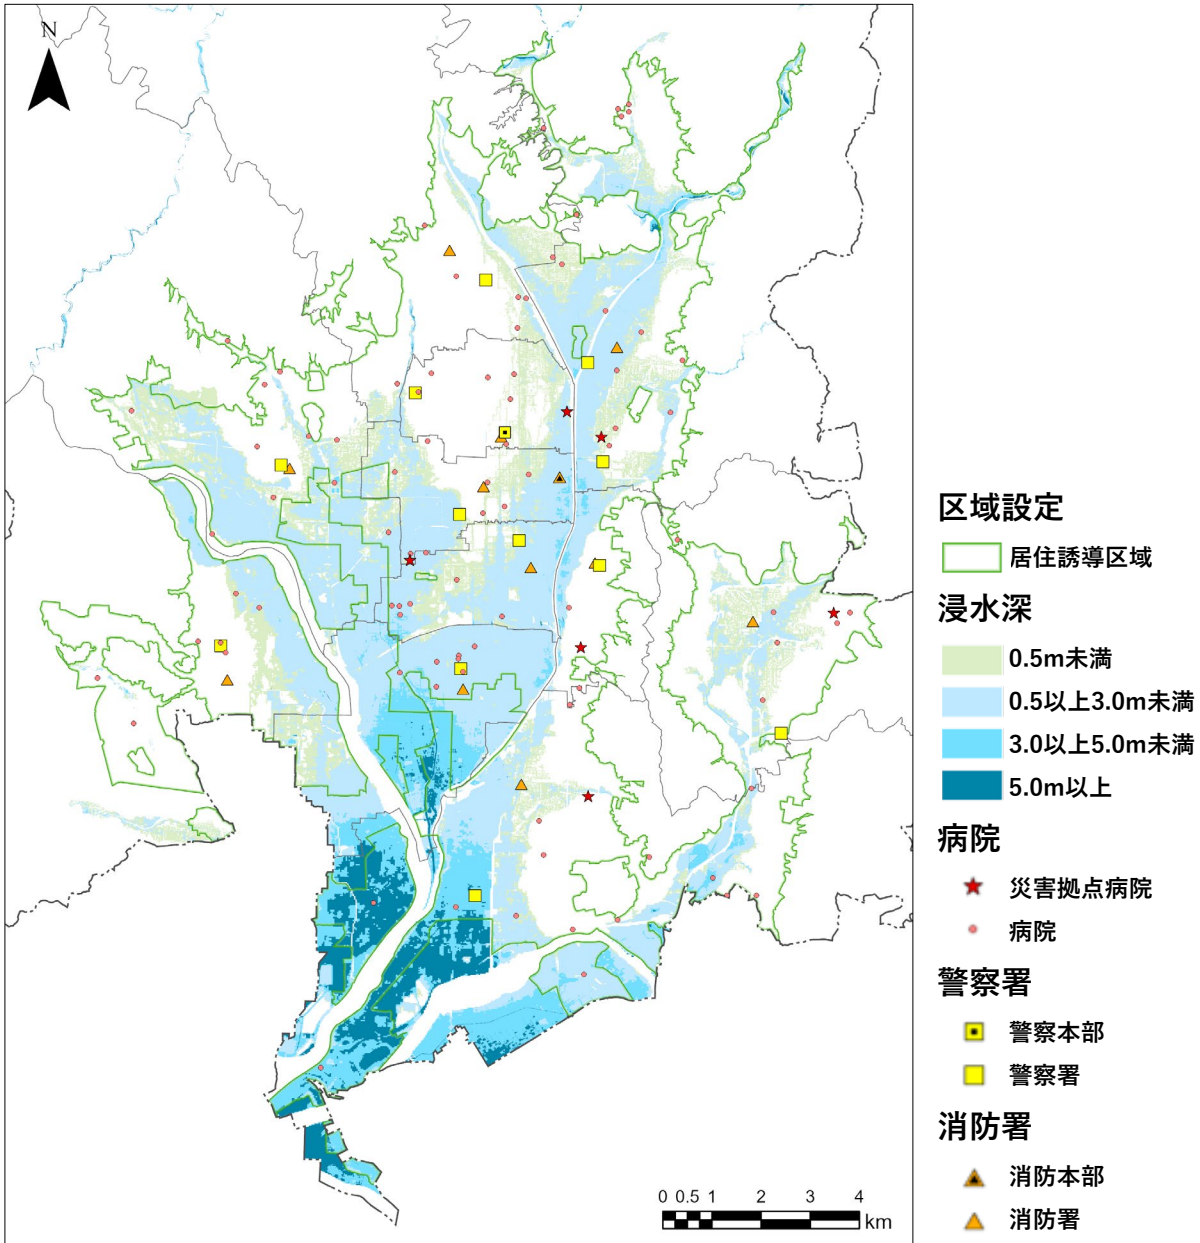 N
区域設定
居住誘導区域
浸水深
0.5m未満
0.5以上3.0m未満
3.0以上5.0m未満
5.0m以上
病院
災害拠点病院
病院
警察署
警察本部
警察署
消防署
消防本部
消防署
0 0.5 1 2 3 4
km